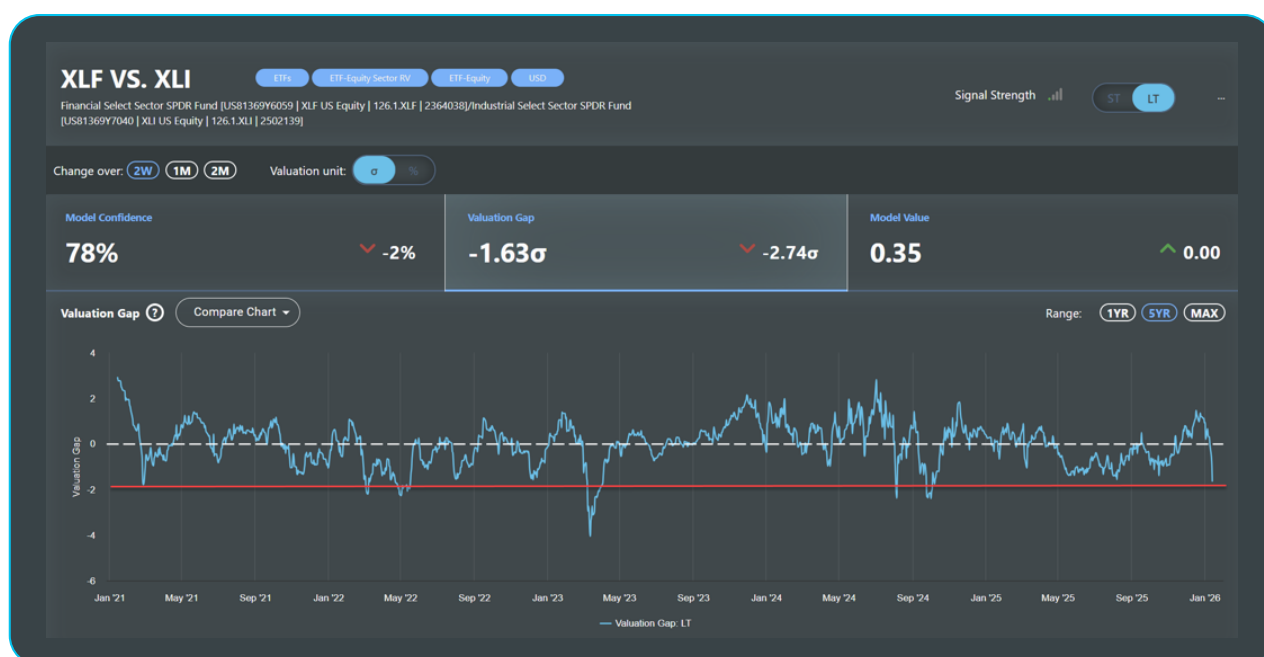 XLF VS. XLI
ETFs ETF-Equity Sector RV ETF-Equity USD
Financial Select Sector SPDR Fund [US81369Y6059 | XLF US Equity | 126.1.XLF | 2364038]/Industrial Select Sector SPDR Fund
[US81369Y7040 | XLI US Equity | 126.1.XLI | 2502139]
Signal Strength ST LT ...
Change over: 2W 1M 2M Valuation unit: σ %
Model Confidence Valuation Gap Model Value
78% -2% -1.63σ -2.74σ 0.35 0.00
Valuation Gap ? Compare Chart Range: 1YR 5YR MAX
4
2
0
-2
-4
-6
Valuation Gap
Jan '21 May '21 Sep '21 Jan '22 May '22 Sep '22 Jan '23 May '23 Sep '23 Jan '24 May '24 Sep '24 Jan '25 May '25 Sep '25 Jan '26
Valuation Gap: LT